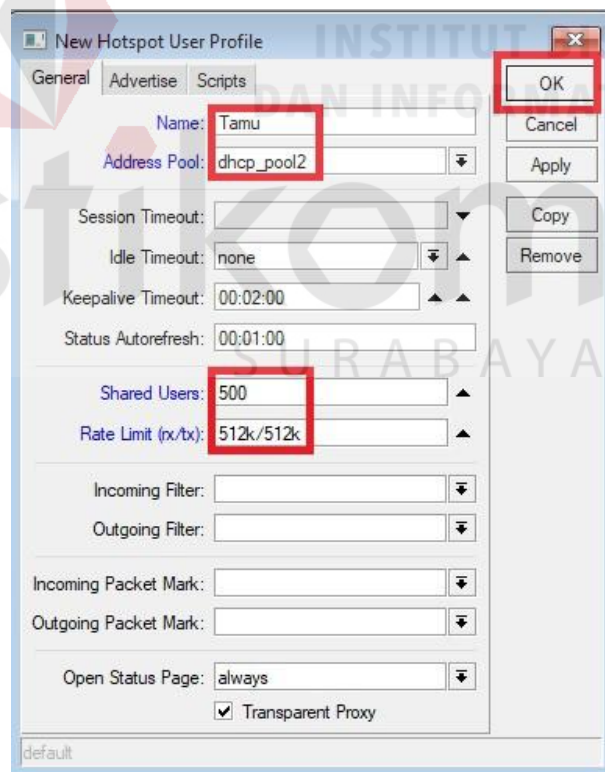 New Hotspot User Profile
INSTITUT BI
General Advertise Scripts
OK
DAN INFORMAT
Name: Tamu
Cancel
Address Pool: dhcp_pool2
Apply
Session Timeout:
Copy
Idle Timeout: none
Remove
stikom
Keepalive Timeout: 00:02:00
Status Autorefresh: 00:01:00
SURABAYA
Shared Users: 500
Rate Limit (rx/tx): 512k/512k
Incoming Filter:
Outgoing Filter:
Incoming Packet Mark:
Outgoing Packet Mark:
Open Status Page: always
Transparent Proxy
default